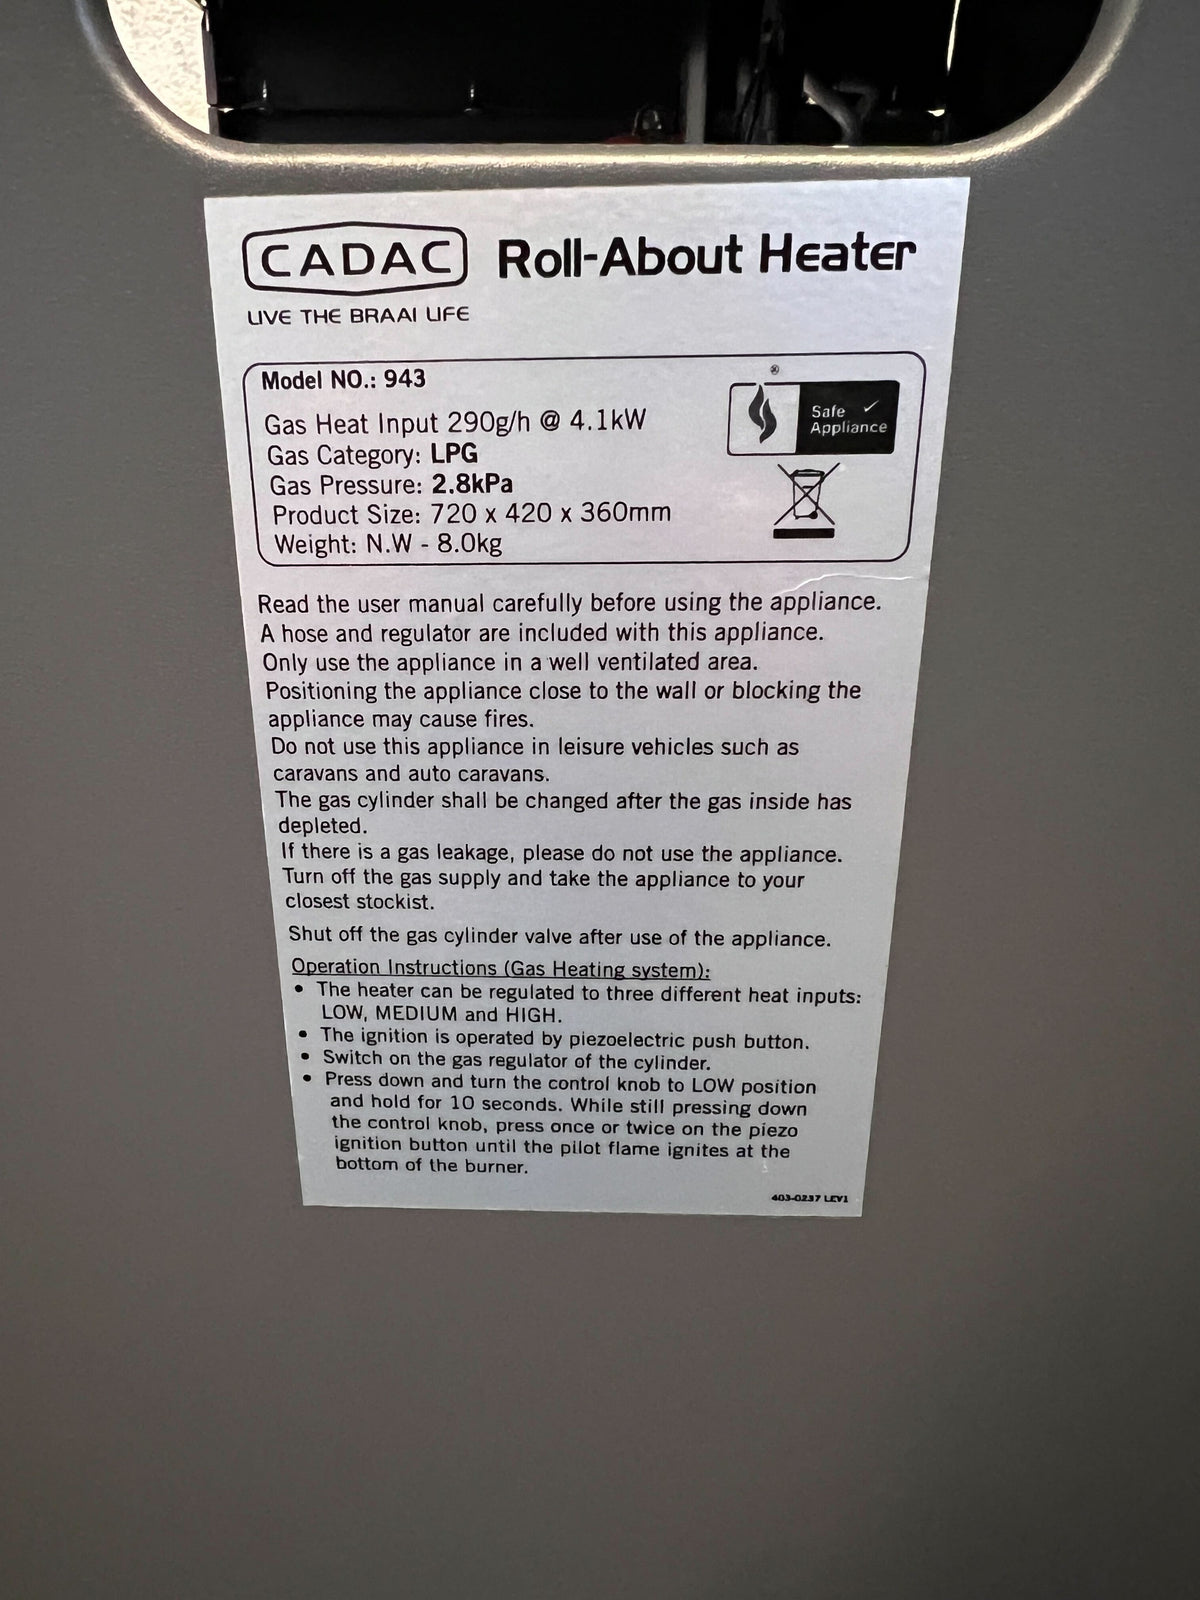 CADAC Roll-About Heater
LIVE THE BRAAI LIFE
Model NO.: 943
Gas Heat Input 290g/h @ 4.1kW
Gas Category: LPG
Gas Pressure: 2.8kPa
Product Size: 720 x 420 x 360mm
Weight: N.W - 8.0kg
®
Safe
Appliance
Read the user manual carefully before using the appliance.
A hose and regulator are included with this appliance.
Only use the appliance in a well ventilated area.
Positioning the appliance close to the wall or blocking the
appliance may cause fires.
Do not use this appliance in leisure vehicles such as
caravans and auto caravans.
The gas cylinder shall be changed after the gas inside has
depleted.
If there is a gas leakage, please do not use the appliance.
Turn off the gas supply and take the appliance to your
closest stockist.
Shut off the gas cylinder valve after use of the appliance.
Operation Instructions (Gas Heating system):
• The heater can be regulated to three different heat inputs:
LOW, MEDIUM and HIGH.
• The ignition is operated by piezoelectric push button.
• Switch on the gas regulator of the cylinder.
• Press down and turn the control knob to LOW position
and hold for 10 seconds. While still pressing down
the control knob, press once or twice on the piezo
ignition button until the pilot flame ignites at the
bottom of the burner.
403-0237